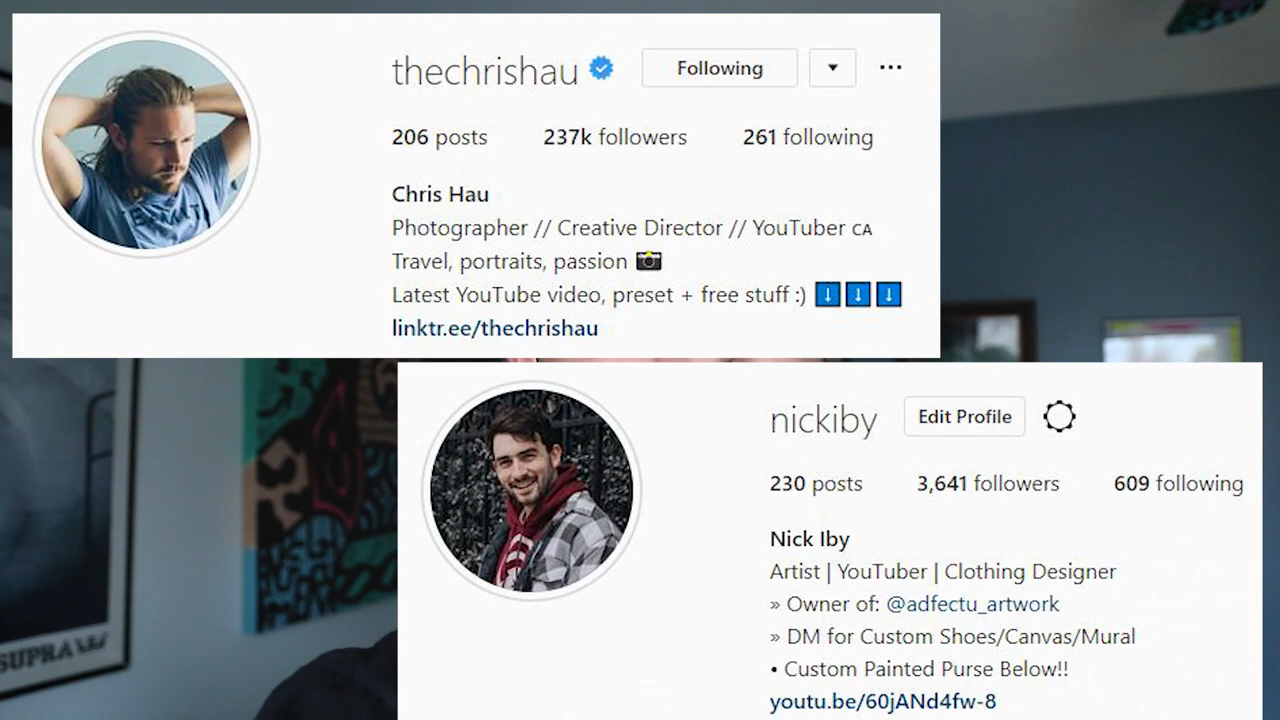 thechrishau Following
206 posts 237k followers 261 following
Chris Hau
Photographer // Creative Director // YouTuber CA
Travel, portraits, passion 📷
Latest YouTube video, preset + free stuff :) ⬇️⬇️⬇️
linktr.ee/thechrishau
nickiby Edit Profile
230 posts 3,641 followers 609 following
Nick Iby
Artist | YouTuber | Clothing Designer
» Owner of: @adfectu_artwork
» DM for Custom Shoes/Canvas/Mural
• Custom Painted Purse Below!!
youtu.be/60jANd4fw-8